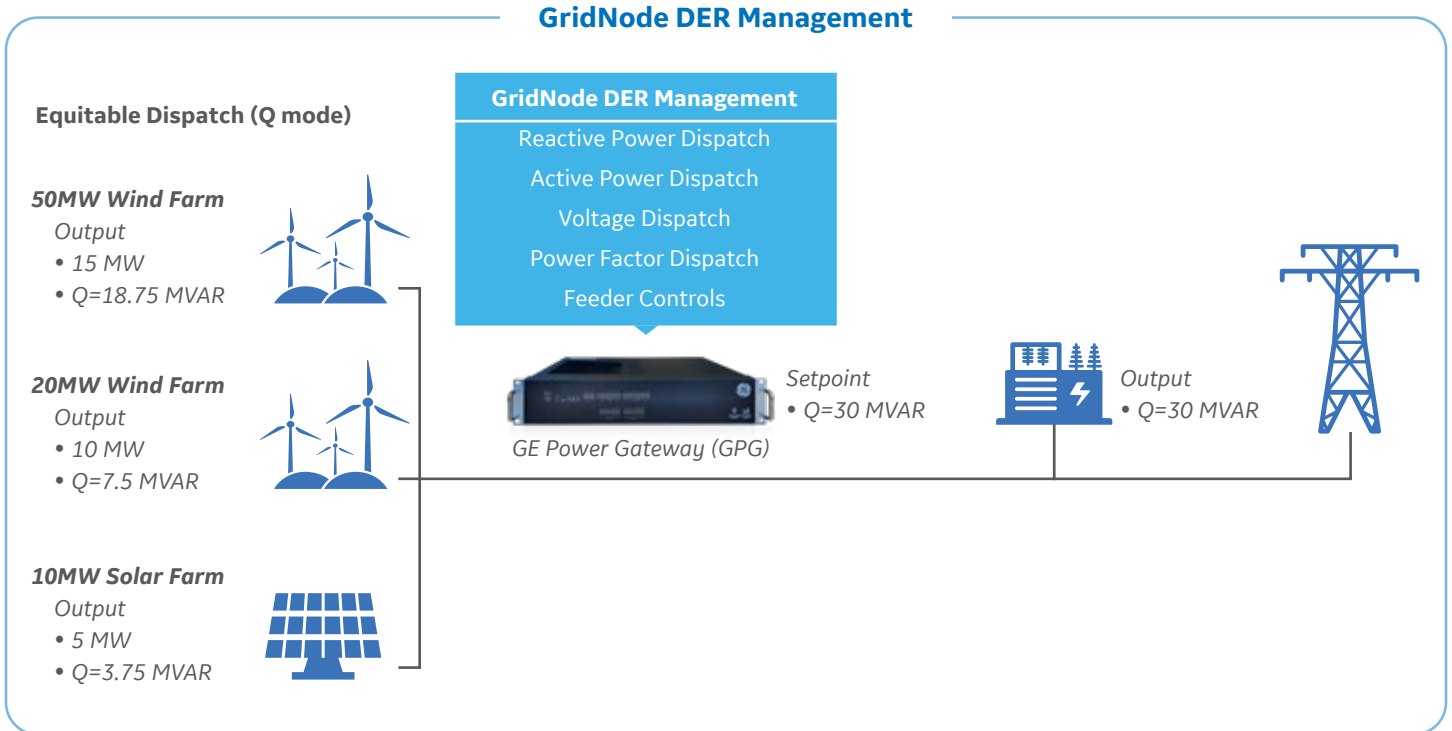 GridNode DER Management
Equitable Dispatch (Q mode)
50MW Wind Farm
Output
• 15 MW
• Q=18.75 MVAR
20MW Wind Farm
Output
• 10 MW
• Q=7.5 MVAR
10MW Solar Farm
Output
• 5 MW
• Q=3.75 MVAR
GridNode DER Management
Reactive Power Dispatch
Active Power Dispatch
Voltage Dispatch
Power Factor Dispatch
Feeder Controls
GE Power Gateway (GPG)
Setpoint
• Q=30 MVAR
Output
• Q=30 MVAR